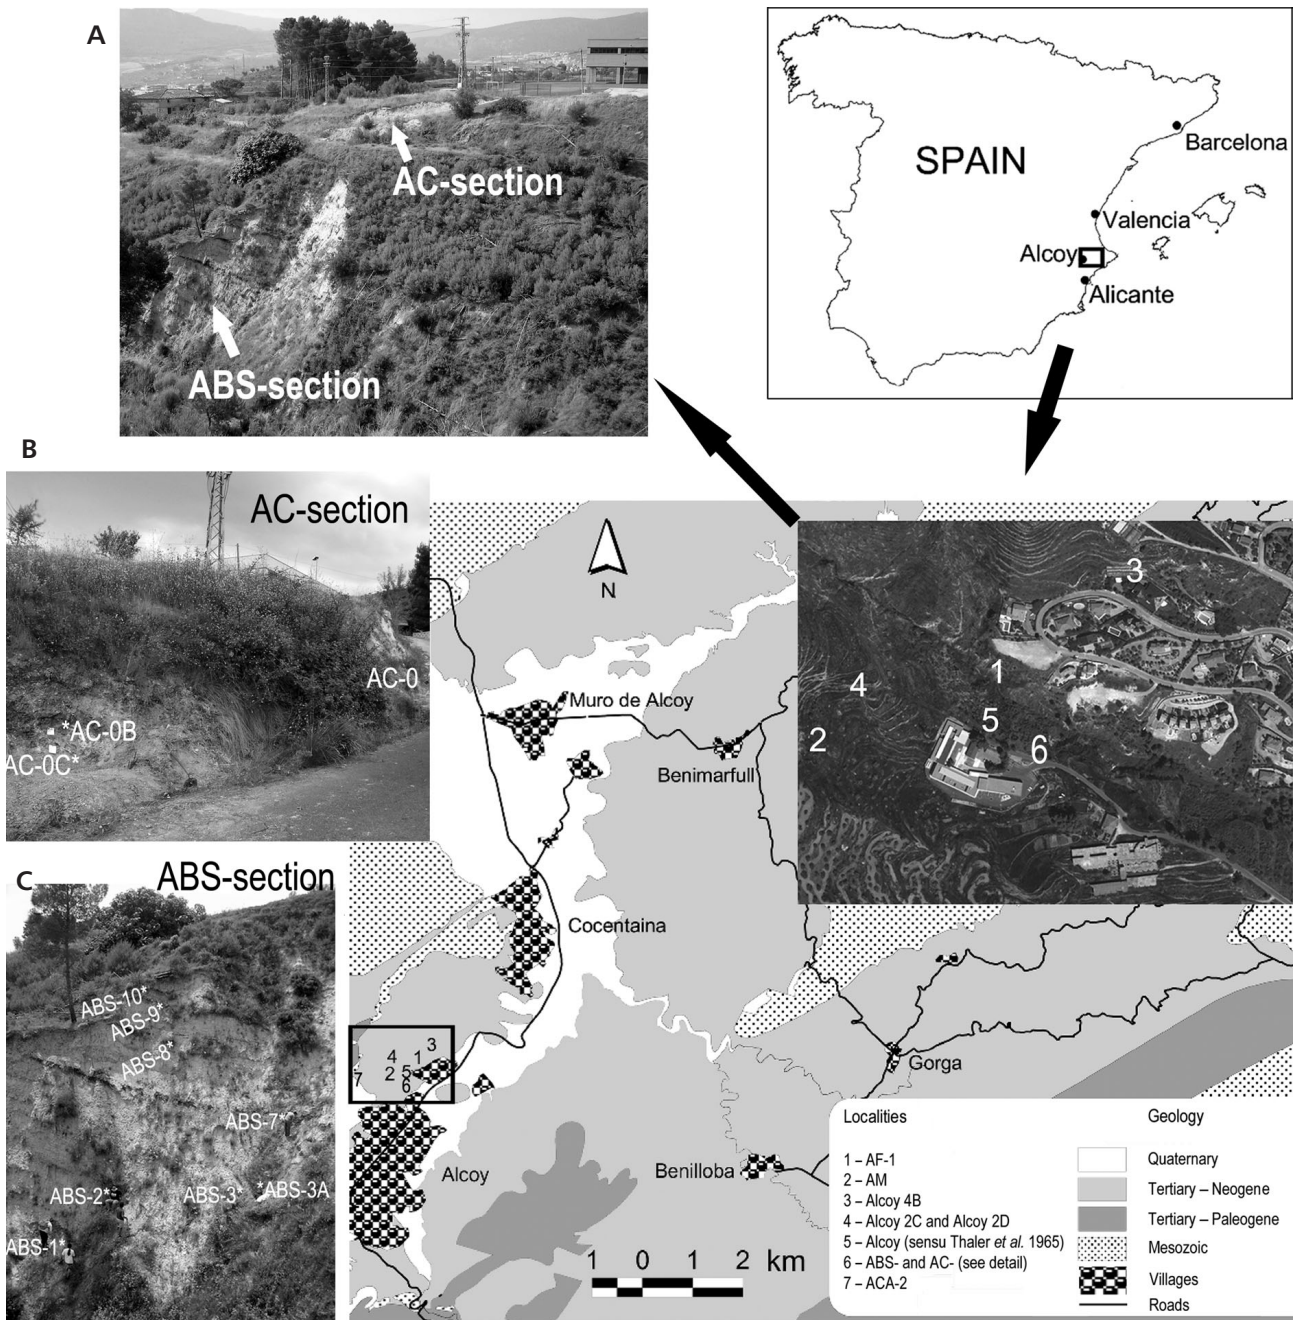 A
AC-section
ABS-section
SPAIN
Barcelona
Valencia
Alcoy
Alicante
B
AC-section
AC-0
*AC-0B
AC-0C*
N
3
1
4
5
2
6
Muro de Alcoy
Benimarfull
Cocentaina
C
ABS-section
ABS-10*
ABS-9*
ABS-8*
ABS-7*
ABS-2*
ABS-3*
*ABS-3A
ABS-1*
3
4
1
7
2
5
6
Gorga
Alcoy
Benilloba
1 0 1 2 km
Localities
1 – AF-1
2 – AM
3 – Alcoy 4B
4 – Alcoy 2C and Alcoy 2D
5 – Alcoy (sensu Thaler et al. 1965)
6 – ABS- and AC- (see detail)
7 – ACA-2
Geology
Quaternary
Tertiary – Neogene
Tertiary – Paleogene
Mesozoic
Villages
Roads